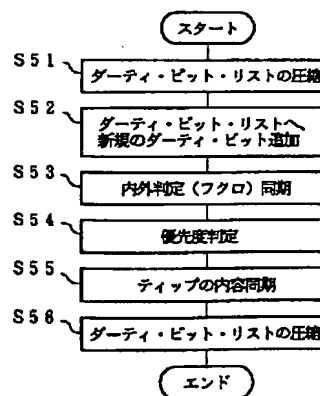 スタート
S51
ダーティ・ビット・リストの圧縮
S52
ダーティ・ビット・リストへ、
新規のダーティ・ビット追加
S53
内外判定（フクロ）同期
S54
優先度判定
S55
ティップの内容同期
S56
ダーティ・ビット・リストの圧縮
エンド